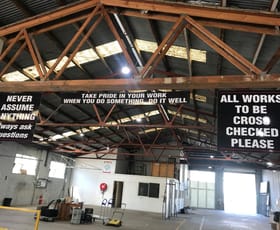 NEVER
ASSUME
ANYTHING
always ask
questions
TAKE PRIDE IN YOUR WORK
WHEN YOU DO SOMETHING, DO IT WELL
ALL WORKS
TO BE
CROSS
CHECKED
PLEASE